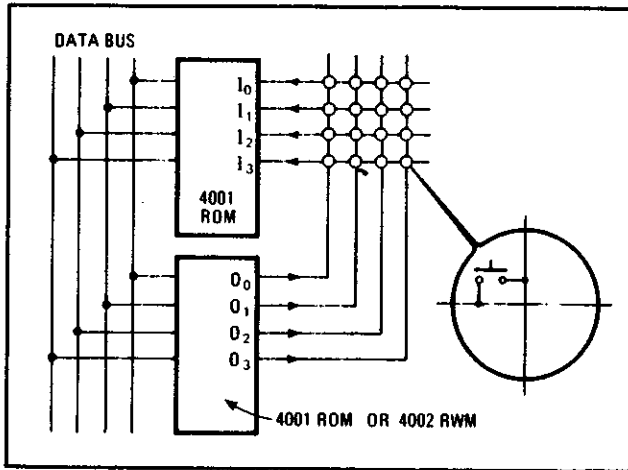 DATA BUS
I0
I1
I2
I3
4001
ROM
O0
O1
O2
O3
4001 ROM OR 4002 RWM